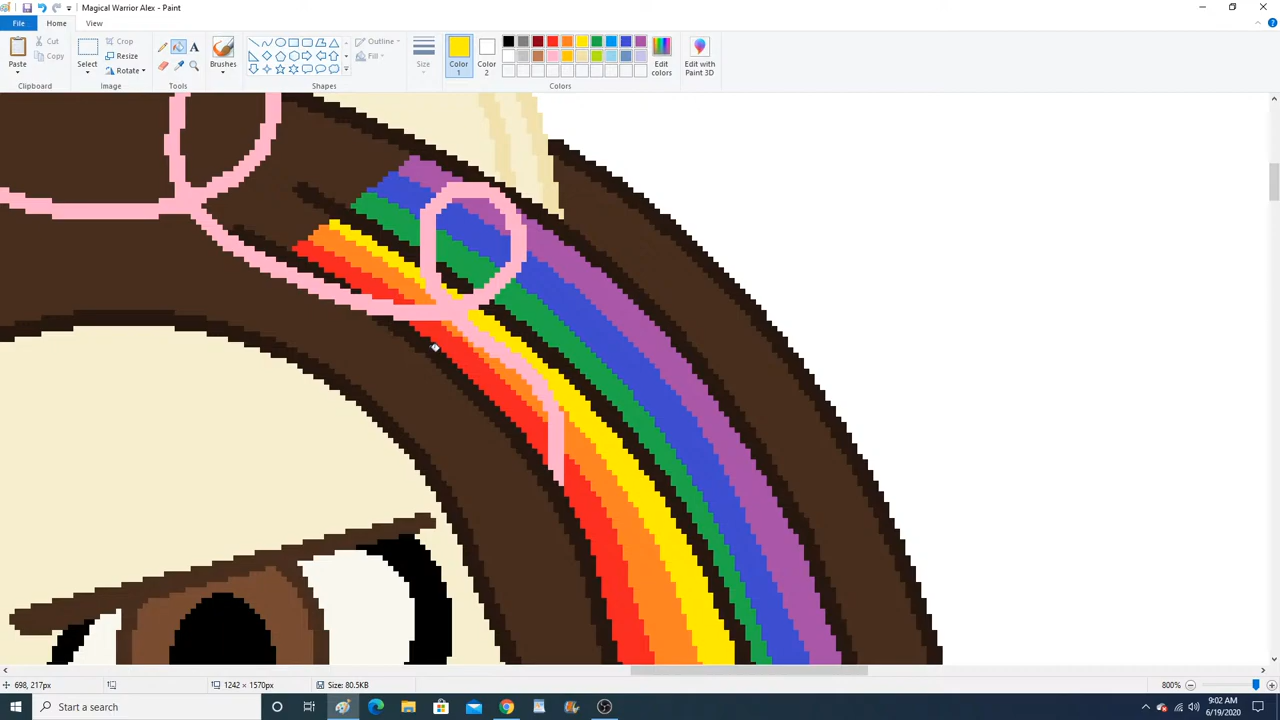 Magical Warrior Alex - Paint
File Home View
Paste
Cut
Copy
Clipboard
Select
Crop
Resize
Rotate
Image
A
Tools
Brushes
Outline
Fill
Shapes
Size
Color
1
Color
2
Colors
Edit
colors
Edit with
Paint 3D
698, 217px
1242 × 1570px
Size: 80.5KB
800%
Start a search
9:02 AM
6/19/2020